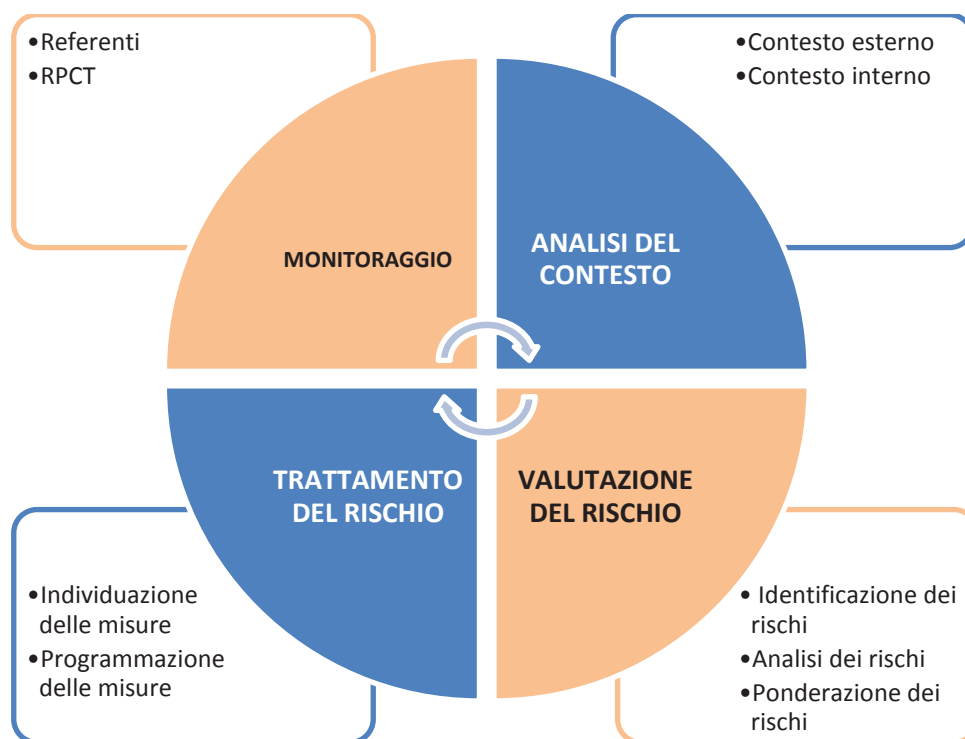 •Referenti
•RPCT
•Contesto esterno
•Contesto interno
MONITORAGGIO
ANALISI DEL
CONTESTO
TRATTAMENTO
DEL RISCHIO
VALUTAZIONE
DEL RISCHIO
•Individuazione
delle misure
•Programmazione
delle misure
• Identificazione dei
rischi
•Analisi dei rischi
•Ponderazione dei
rischi